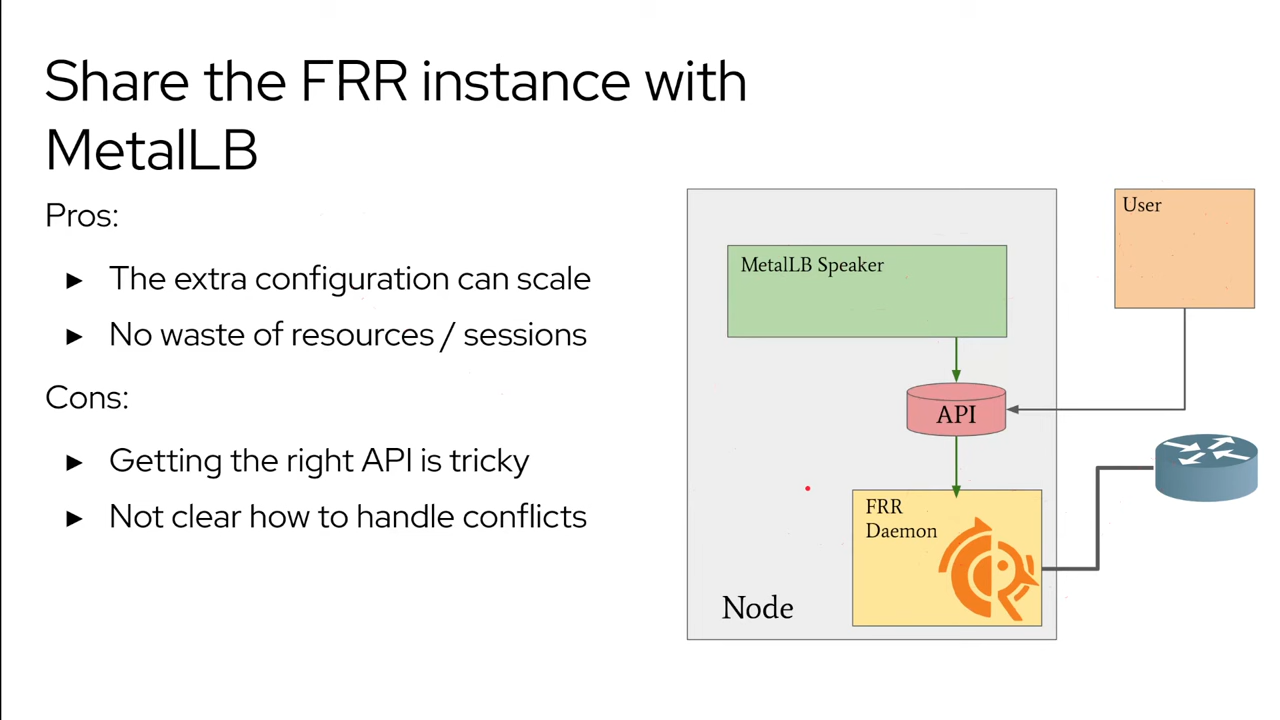 Share the FRR instance with
MetalLB
Pros:
► The extra configuration can scale
► No waste of resources / sessions
Cons:
► Getting the right API is tricky
► Not clear how to handle conflicts
User
MetalLB Speaker
API
FRR
Daemon
Node